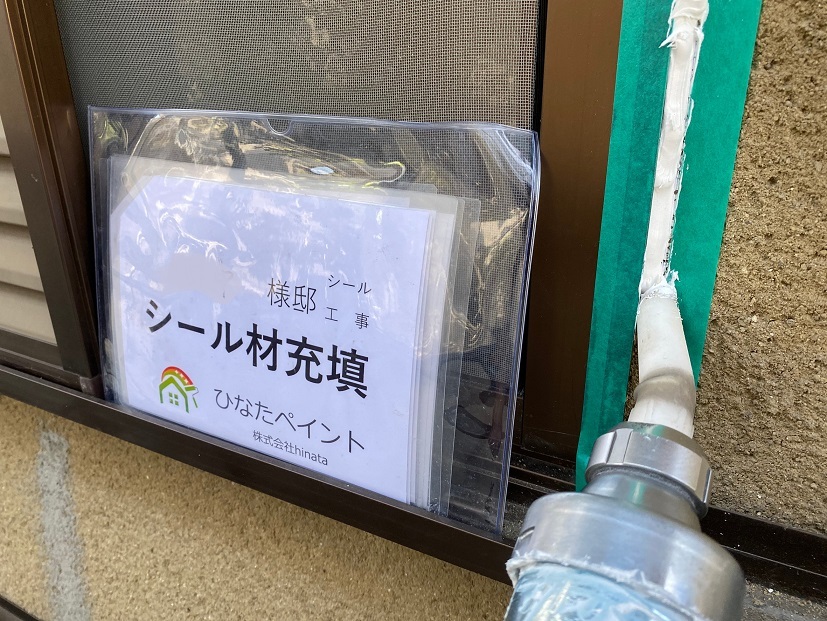 様邸 シール
工事
シール材充填
ひなたペイント
株式会社hinata